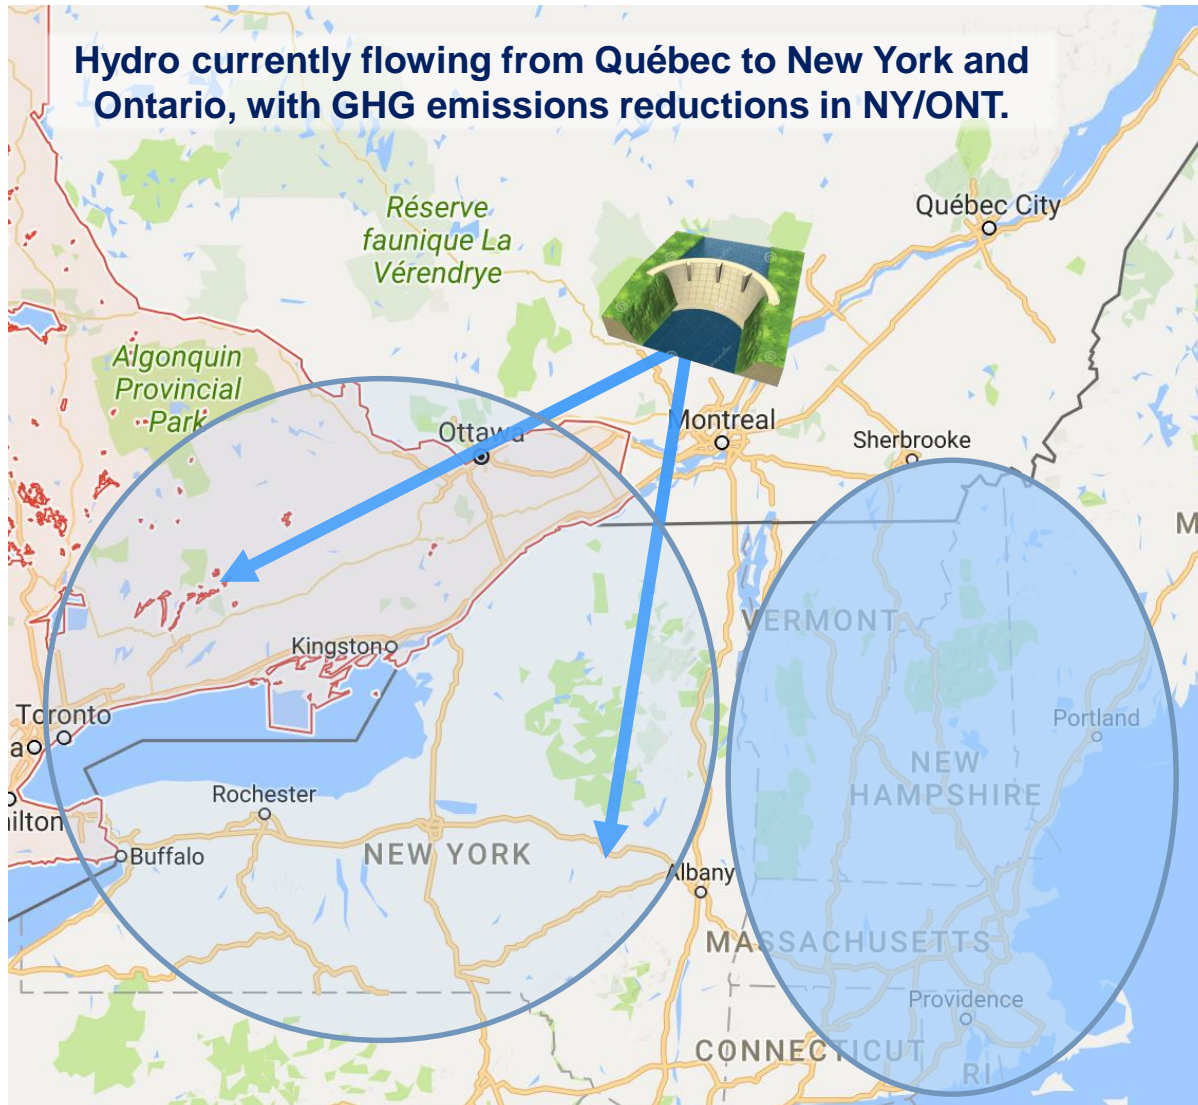 Hydro currently flowing from Québec to New York and
Ontario, with GHG emissions reductions in NY/ONT.
Québec City
Réserve
faunique La
Vérendrye
Algonquin
Provincial
Park
Ottawa
Montreal
Sherbrooke
M
VERMONT
Kingston
Toronto
a
Portland
NEW
HAMPSHIRE
Rochester
ilton
Buffalo
NEW YORK
Albany
MASSACHUSETTS
Providence
CONNECTICUT
RI